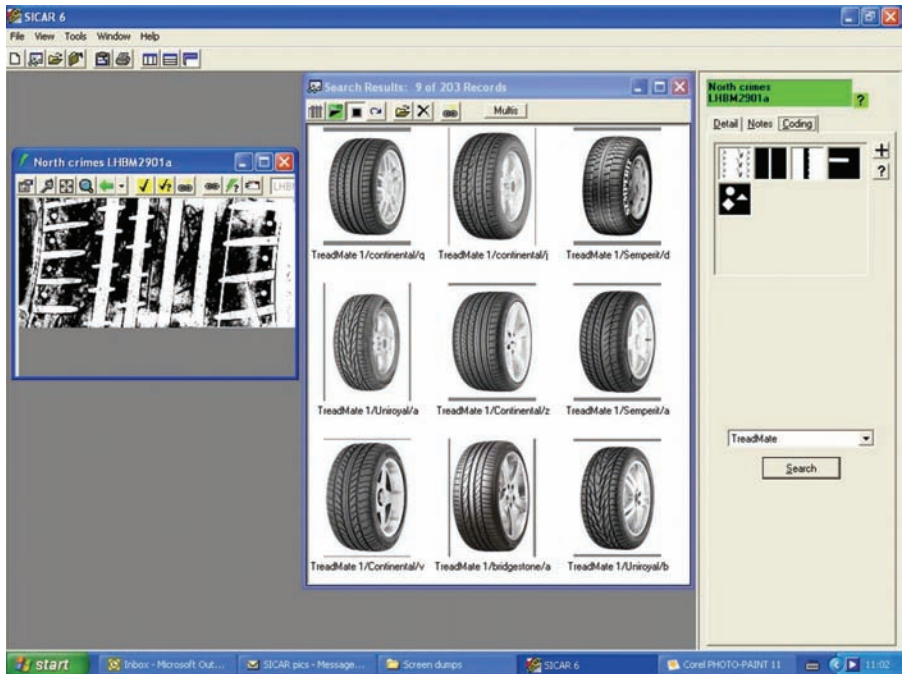 SICAR 6
File View Tools Window Help
North crimes LHBM2901a
Search Results: 9 of 203 Records
Multis
TreadMate 1/continental/q TreadMate 1/continental/j TreadMate 1/Semperit/d
SEMPERIT
TreadMate 1/Uniroyal/a TreadMate 1/Continental/z TreadMate 1/Semperit/a
TreadMate 1/Continental/v TreadMate 1/bridgestone/a TreadMate 1/Uniroyal/b
North crimes
LHBM2901a
?
Detail Notes Coding
+
?
TreadMate
Search
start Inbox - Microsoft Out... SICAR pics - Message... Screen dumps SICAR 6 Corel PHOTO-PAINT 11 11:02